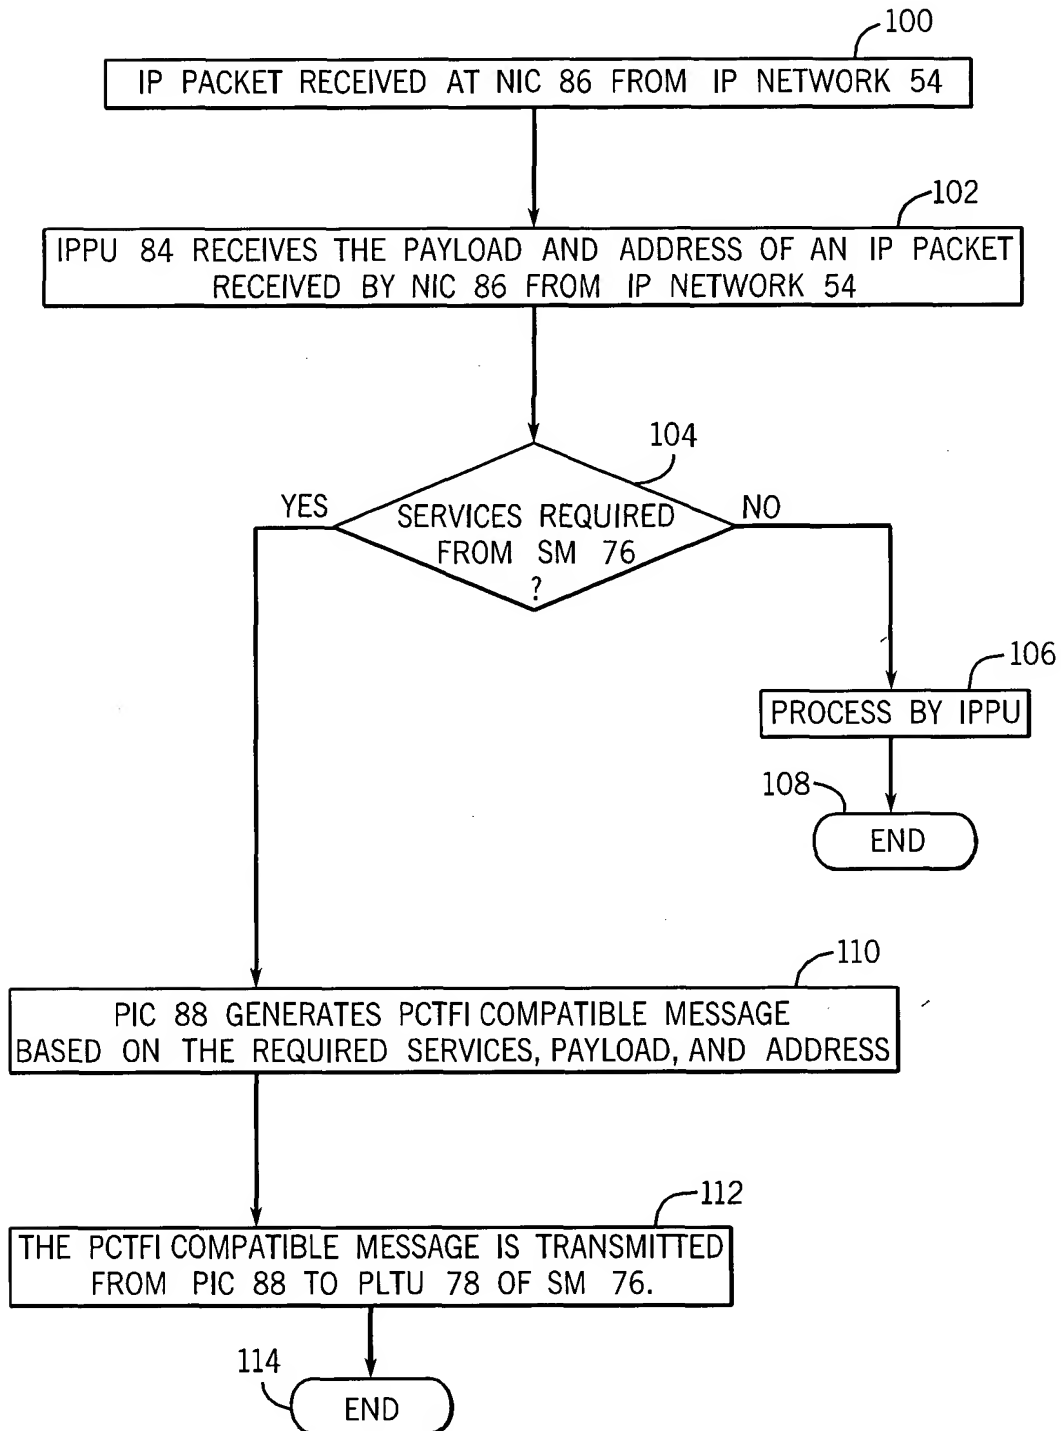 100
IP PACKET RECEIVED AT NIC 86 FROM IP NETWORK 54
102
IPPU 84 RECEIVES THE PAYLOAD AND ADDRESS OF AN IP PACKET
RECEIVED BY NIC 86 FROM IP NETWORK 54
104
YES
SERVICES REQUIRED
FROM SM 76
?
NO
106
PROCESS BY IPPU
108
END
110
PIC 88 GENERATES PCTFI COMPATIBLE MESSAGE
BASED ON THE REQUIRED SERVICES, PAYLOAD, AND ADDRESS
112
THE PCTFI COMPATIBLE MESSAGE IS TRANSMITTED
FROM PIC 88 TO PLTU 78 OF SM 76.
114
END